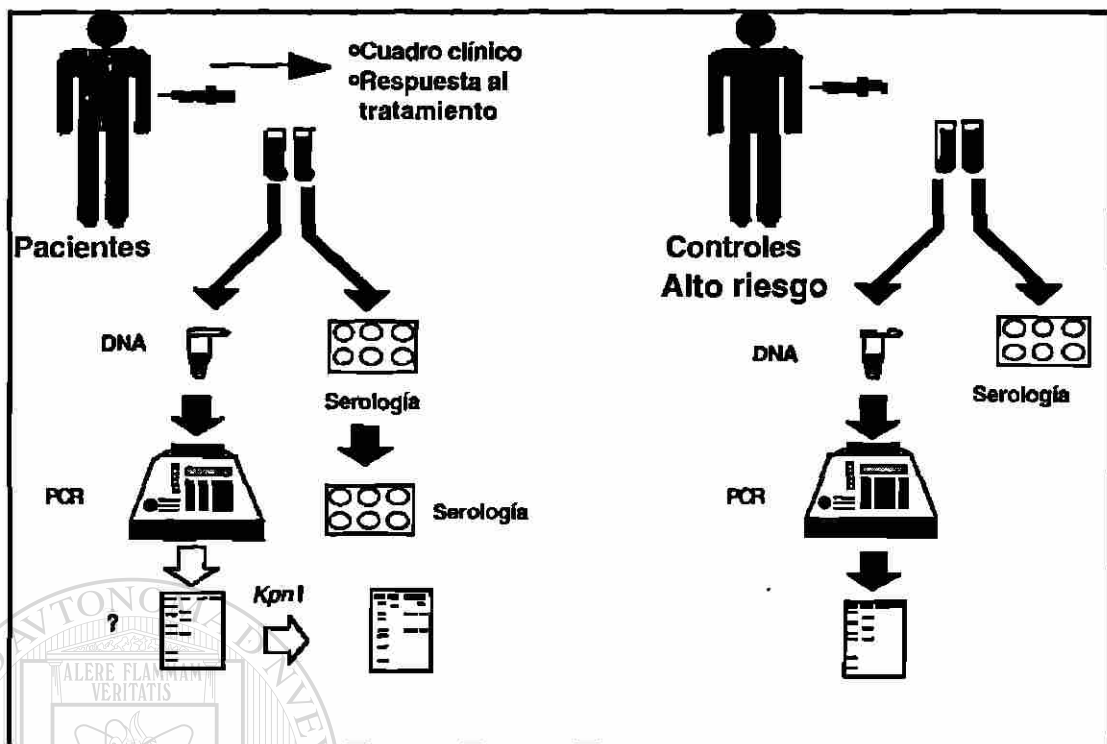 °Cuadro clínico
°Respuesta al
tratamiento
Pacientes
DNA
Serología
PCR
Serología
?
Kpn I
Controles
Alto riesgo
DNA
Serología
PCR
ALERE FLAMMAM
VERITATIS